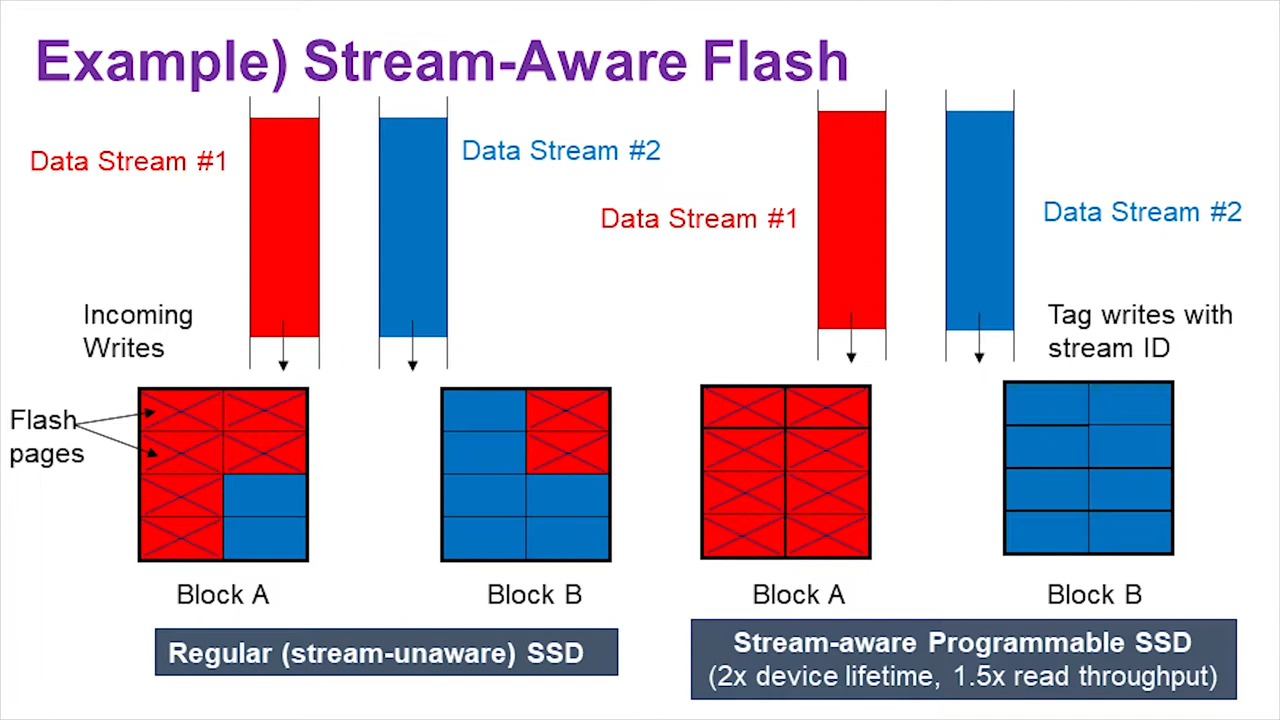 Example) Stream-Aware Flash
Data Stream #1
Data Stream #2
Incoming
Writes
Flash
pages
Block A
Block B
Regular (stream-unaware) SSD
Data Stream #1
Data Stream #2
Tag writes with
stream ID
Block A
Block B
Stream-aware Programmable SSD
(2x device lifetime, 1.5x read throughput)